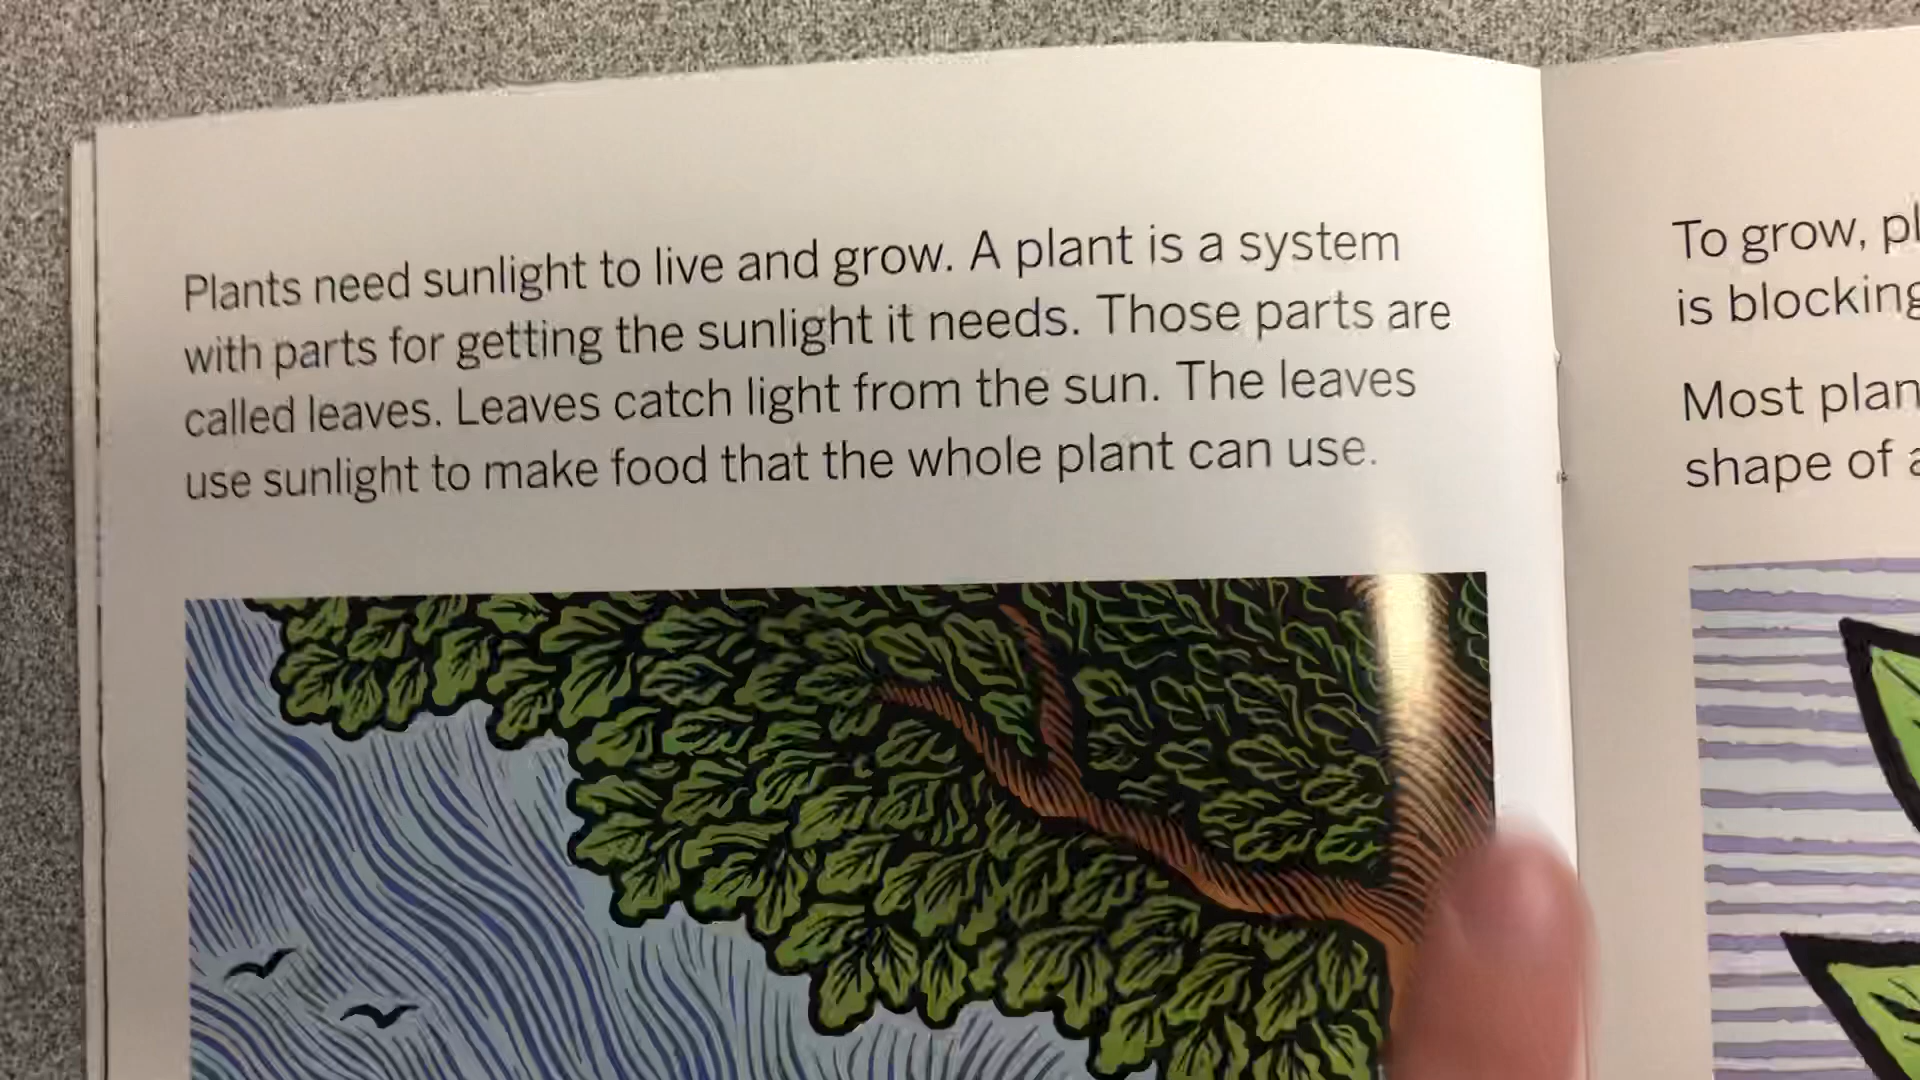 Plants need sunlight to live and grow. A plant is a system
with parts for getting the sunlight it needs. Those parts are
called leaves. Leaves catch light from the sun. The leaves
use sunlight to make food that the whole plant can use.
To grow,
is blocking
Most
shape of